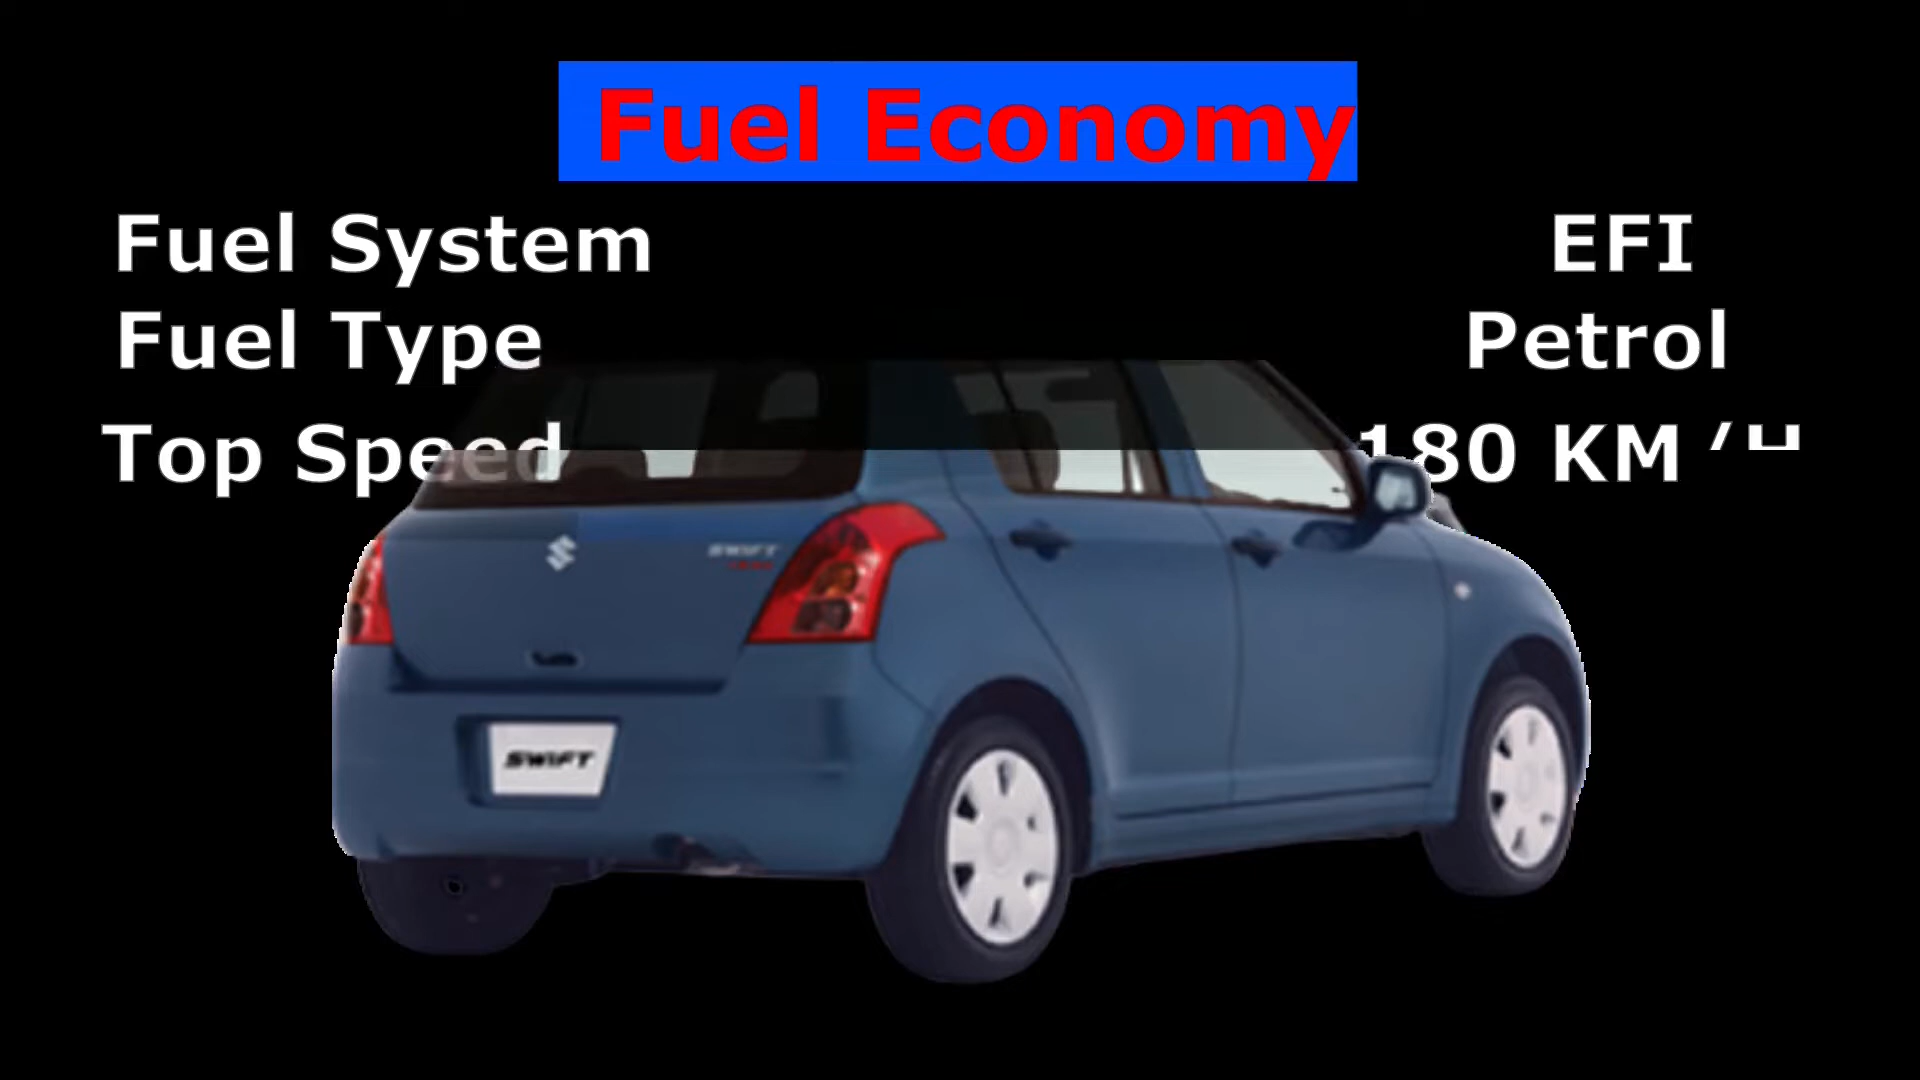 Fuel Economy
Fuel System EFI
Fuel Type Petrol
Top Speed 180 KM /H
SWIFT
SWIFT